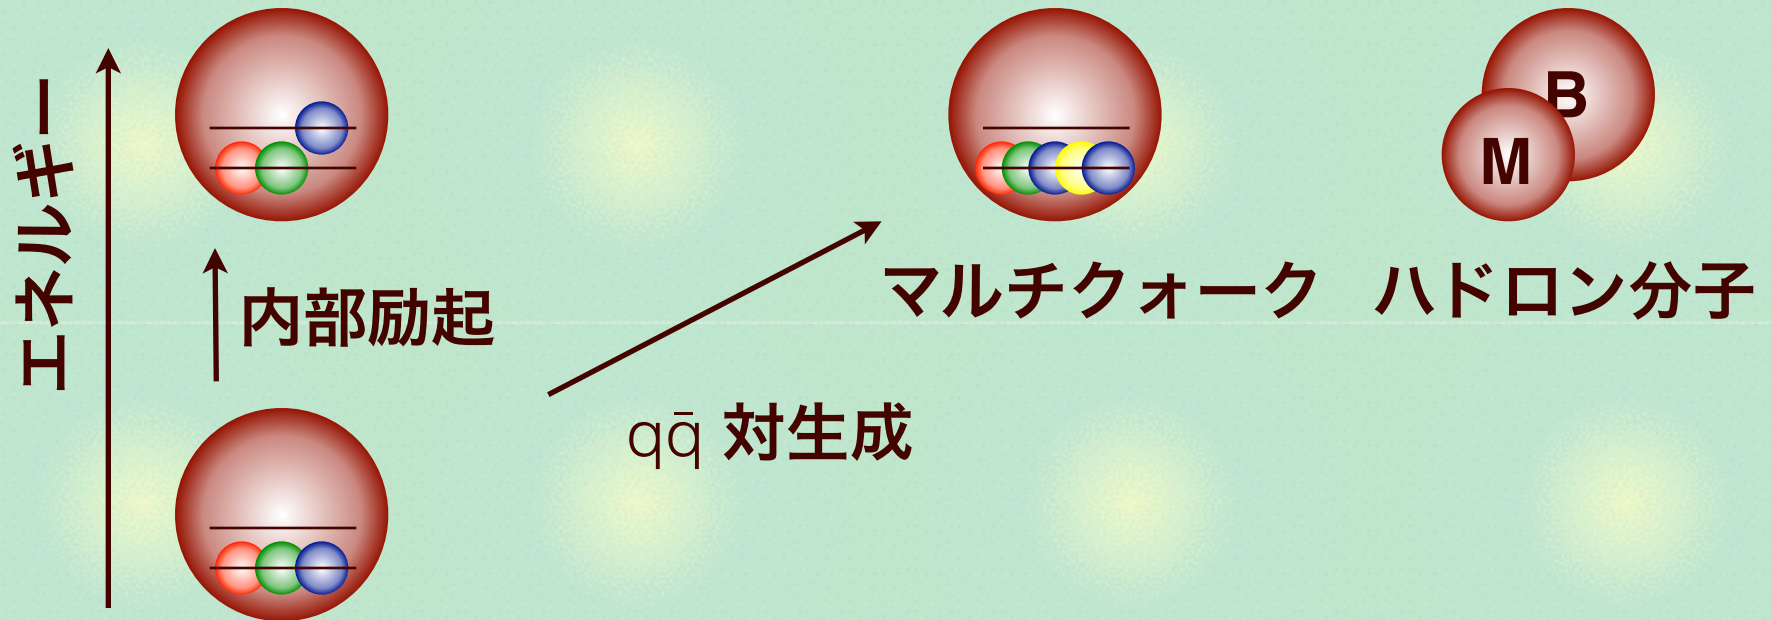 エネルギー
内部励起
qq̄ 対生成
マルチクォーク
ハドロン分子
B
M